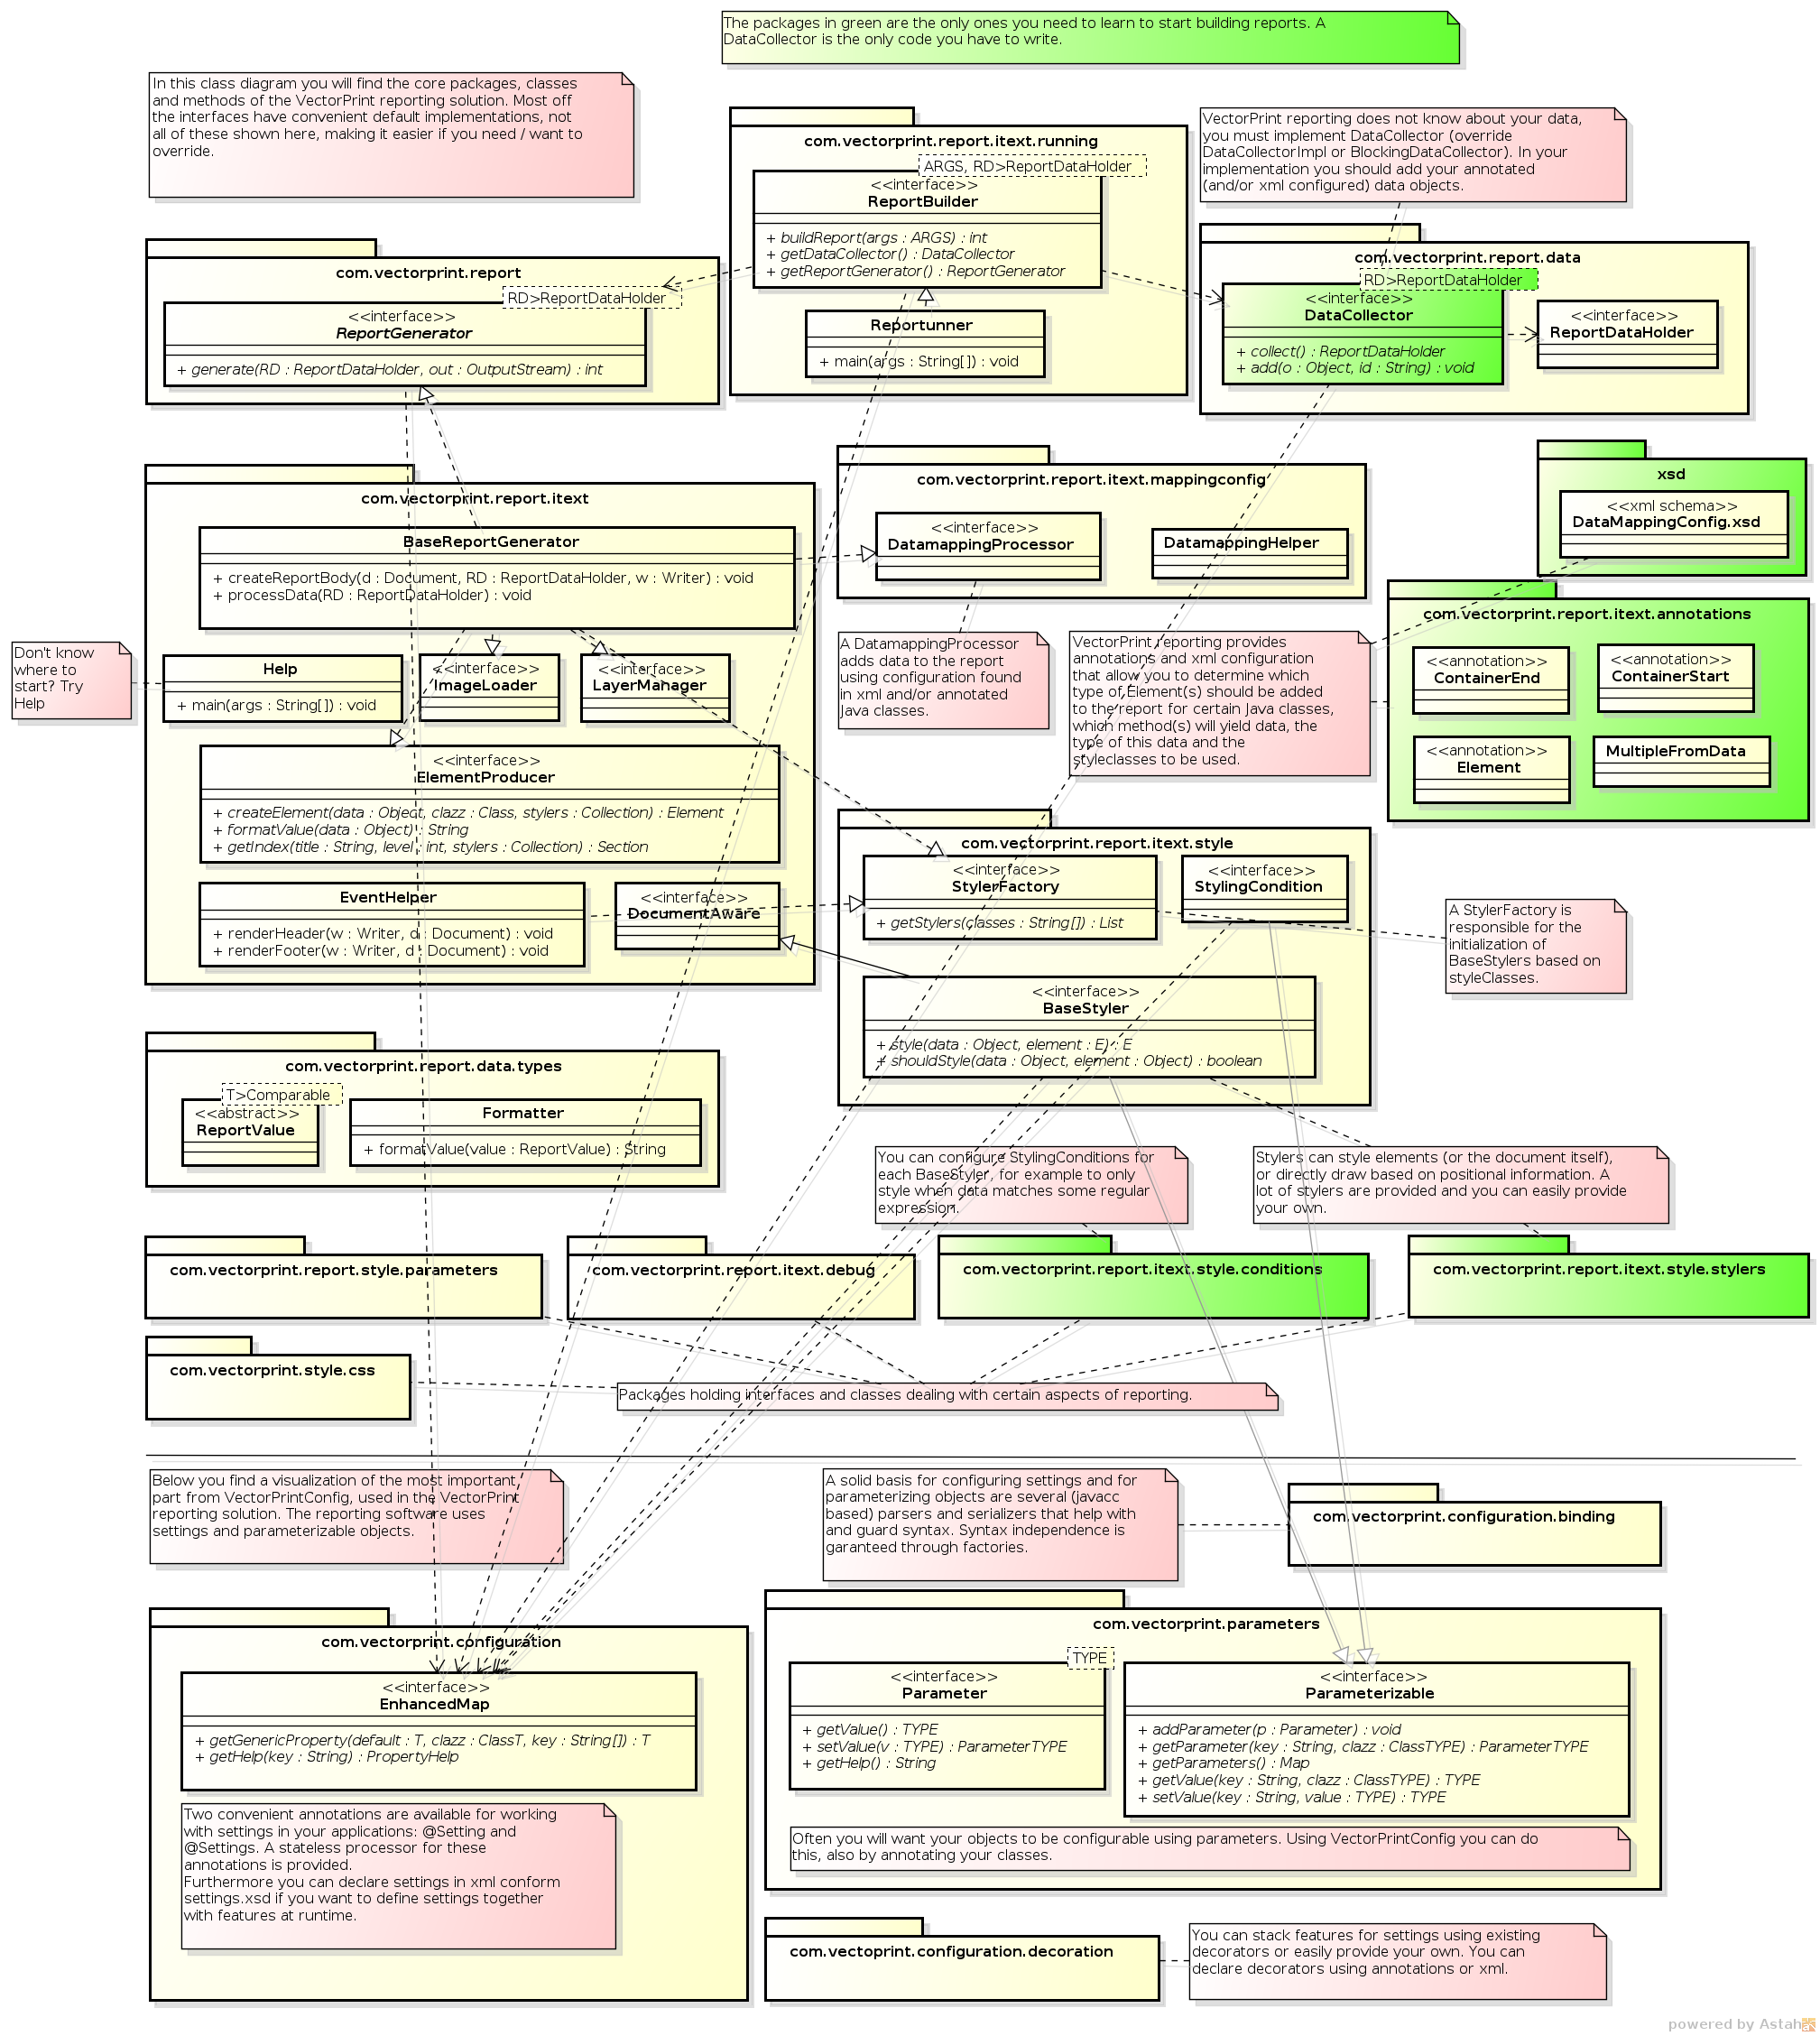 The packages in green are the only ones you need to learn to start building reports. A
DataCollector is the only code you have to write.
In this class diagram you will find the core packages, classes
and methods of the VectorPrint reporting solution. Most off
the interfaces have convenient default implementations, not
all of these shown here, making it easier if you need / want to
override.
com.vectorprint.report.itext.running
ARGS, RD>ReportDataHolder
<<interface>>
ReportBuilder
+ buildReport(args : ARGS) : int
+ getDataCollector() : DataCollector
+ getReportGenerator() : ReportGenerator
Reportunner
+ main(args : String[]) : void
VectorPrint reporting does not know about your data,
you must implement DataCollector (override
DataCollectorImpl or BlockingDataCollector). In your
implementation you should add your annotated
(and/or xml configured) data objects.
com.vectorprint.report
RD>ReportDataHolder
<<interface>>
ReportGenerator
+ generate(RD : ReportDataHolder, out : OutputStream) : int
com.vectorprint.report.data
RD>ReportDataHolder
<<interface>>
DataCollector
+ collect() : ReportDataHolder
+ add(o : Object, id : String) : void
<<interface>>
ReportDataHolder
com.vectorprint.report.itext
BaseReportGenerator
+ createReportBody(d : Document, RD : ReportDataHolder, w : Writer) : void
+ processData(RD : ReportDataHolder) : void
Help
+ main(args : String[]) : void
<<interface>>
ImageLoader
<<interface>>
LayerManager
<<interface>>
ElementProducer
+ createElement(data : Object, clazz : Class, stylers : Collection) : Element
+ formatValue(data : Object) : String
+ getIndex(title : String, level : int, stylers : Collection) : Section
EventHelper
+ renderHeader(w : Writer, d : Document) : void
+ renderFooter(w : Writer, d : Document) : void
<<interface>>
DocumentAware
Don't know
where to
start? Try
Help
com.vectorprint.report.itext.mappingconfig
<<interface>>
DatamappingProcessor
DatamappingHelper
xsd
<<xml schema>>
DataMappingConfig.xsd
A DatamappingProcessor
adds data to the report
using configuration found
in xml and/or annotated
Java classes.
VectorPrint reporting provides
annotations and xml configuration
that allow you to determine which
type of Element(s) should be added
to the report for certain Java classes,
which method(s) will yield data, the
type of this data and the
styleclasses to be used.
com.vectorprint.report.itext.annotations
<<annotation>>
ContainerEnd
<<annotation>>
ContainerStart
<<annotation>>
Element
MultipleFromData
com.vectorprint.report.itext.style
<<interface>>
StylerFactory
+ getStylers(classes : String[]) : List
<<interface>>
StylingCondition
<<interface>>
BaseStyler
+ style(data : Object, element : E) : E
+ shouldStyle(data : Object, element : Object) : boolean
A StylerFactory is
responsible for the
initialization of
BaseStylers based on
styleClasses.
com.vectorprint.report.data.types
T>Comparable
<<abstract>>
ReportValue
Formatter
+ formatValue(value : ReportValue) : String
You can configure StylingConditions for
each BaseStyler, for example to only
style when data matches some regular
expression.
Stylers can style elements (or the document itself),
or directly draw based on positional information. A
lot of stylers are provided and you can easily provide
your own.
com.vectorprint.report.style.parameters
com.vectorprint.report.itext.debug
com.vectorprint.report.itext.style.conditions
com.vectorprint.report.itext.style.stylers
com.vectorprint.style.css
Packages holding interfaces and classes dealing with certain aspects of reporting.
Below you find a visualization of the most important
part from VectorPrintConfig, used in the VectorPrint
reporting solution. The reporting software uses
settings and parameterizable objects.
A solid basis for configuring settings and for
parameterizing objects are several (javacc
based) parsers and serializers that help with
and guard syntax. Syntax independence is
garanteed through factories.
com.vectorprint.configuration.binding
com.vectorprint.configuration
<<interface>>
EnhancedMap
+ getGenericProperty(default : T, clazz : ClassT, key : String[]) : T
+ getHelp(key : String) : PropertyHelp
Two convenient annotations are available for working
with settings in your applications: @Setting and
@Settings. A stateless processor for these
annotations is provided.
Furthermore you can declare settings in xml conform
settings.xsd if you want to define settings together
with features at runtime.
com.vectorprint.parameters
TYPE
<<interface>>
Parameter
+ getValue() : TYPE
+ setValue(v : TYPE) : ParameterTYPE
+ getHelp() : String
<<interface>>
Parameterizable
+ addParameter(p : Parameter) : void
+ getParameter(key : String, clazz : ClassTYPE) : ParameterTYPE
+ getParameters() : Map
+ getValue(key : String, clazz : ClassTYPE) : TYPE
+ setValue(key : String, value : TYPE) : TYPE
Often you will want your objects to be configurable using parameters. Using VectorPrintConfig you can do
this, also by annotating your classes.
com.vectoprint.configuration.decoration
You can stack features for settings using existing
decorators or easily provide your own. You can
declare decorators using annotations or xml.
powered by Astah